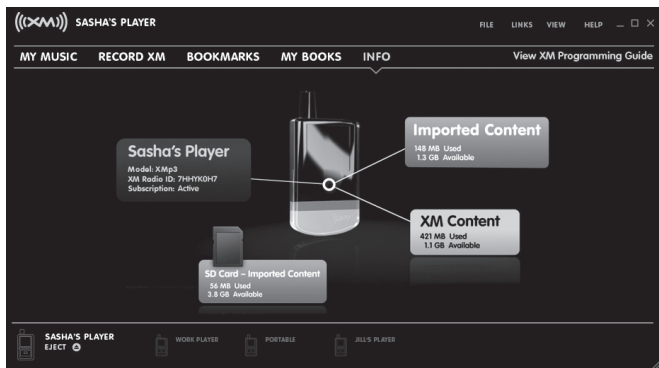 ((XM)) SASHA'S PLAYER
FILE LINKS VIEW HELP
MY MUSIC RECORD XM BOOKMARKS MY BOOKS INFO
View XM Programming Guide
Sasha's Player
Model: XMp3
XM Radio ID: 7HHYK0H7
Subscription: Active
Imported Content
148 MB Used
1.3 GB Available
XM Content
421 MB Used
1.1 GB Available
SD Card – Imported Content
56 MB Used
3.8 GB Available
SASHA'S PLAYER
EJECT
WORK PLAYER
PORTABLE
JILL'S PLAYER